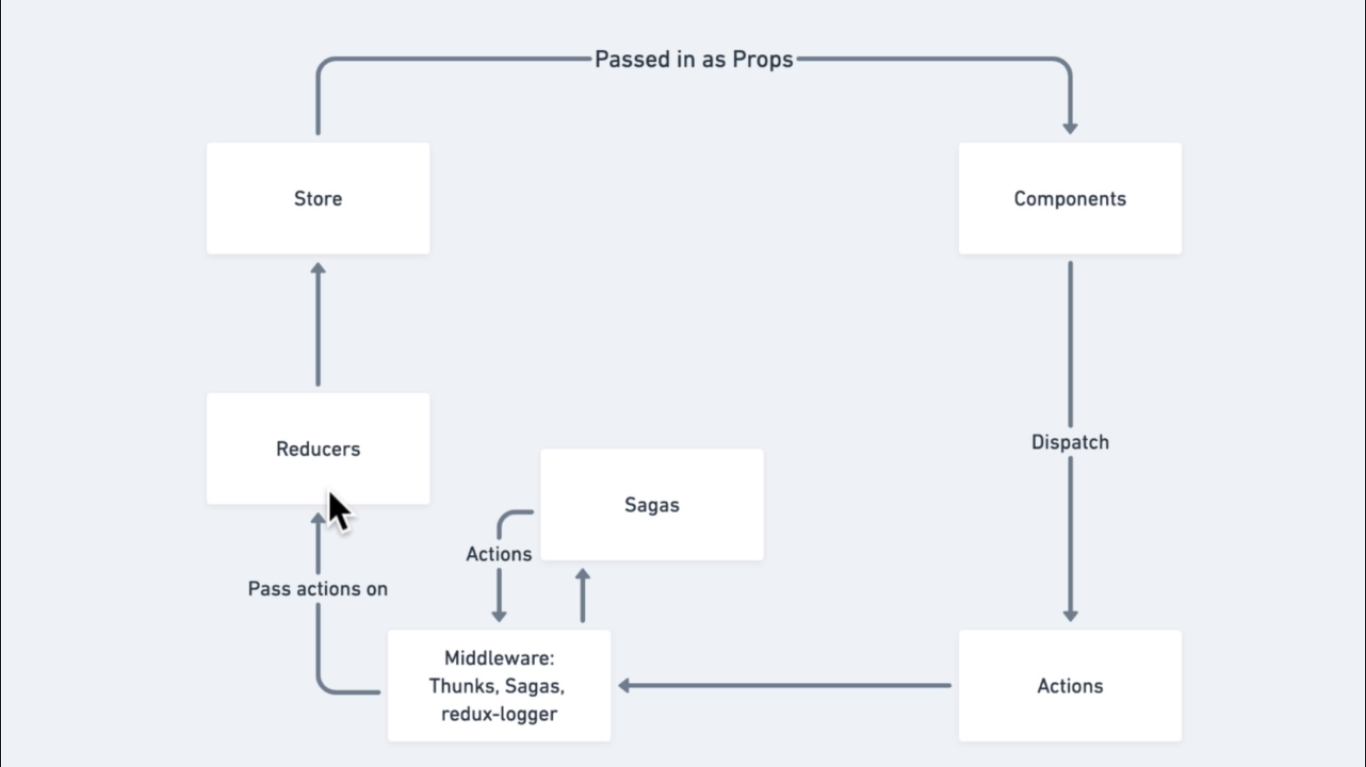 Passed in as Props
Store
Components
Reducers
Dispatch
Sagas
Actions
Pass actions on
Middleware:
Thunks, Sagas,
redux-logger
Actions